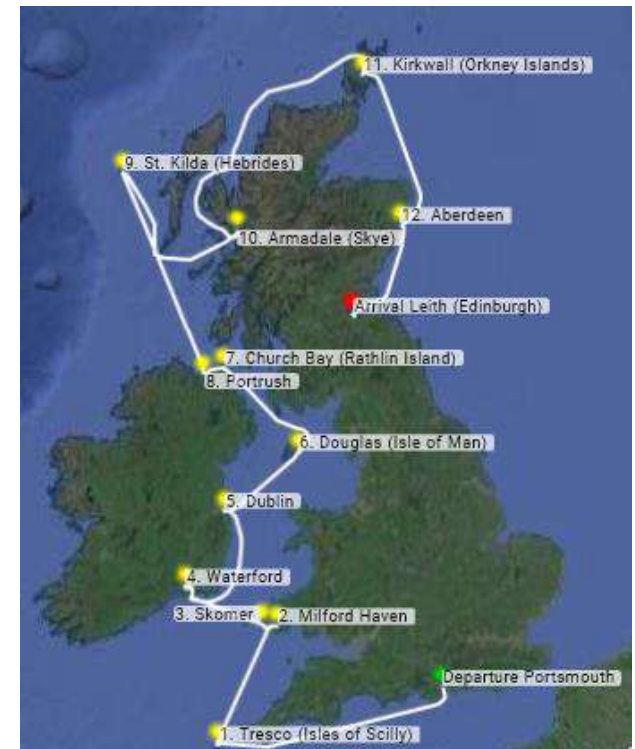 11. Kirkwall (Orkney Islands)
9. St. Kilda (Hebrides)
12. Aberdeen
10. Armadale (Skye)
Arrival Leith (Edinburgh)
7. Church Bay (Rathlin Island)
8. Portrush
6. Douglas (Isle of Man)
5. Dublin
4. Waterford
3. Skomer
2. Milford Haven
Departure Portsmouth
1. Tresco (Isles of Scilly)